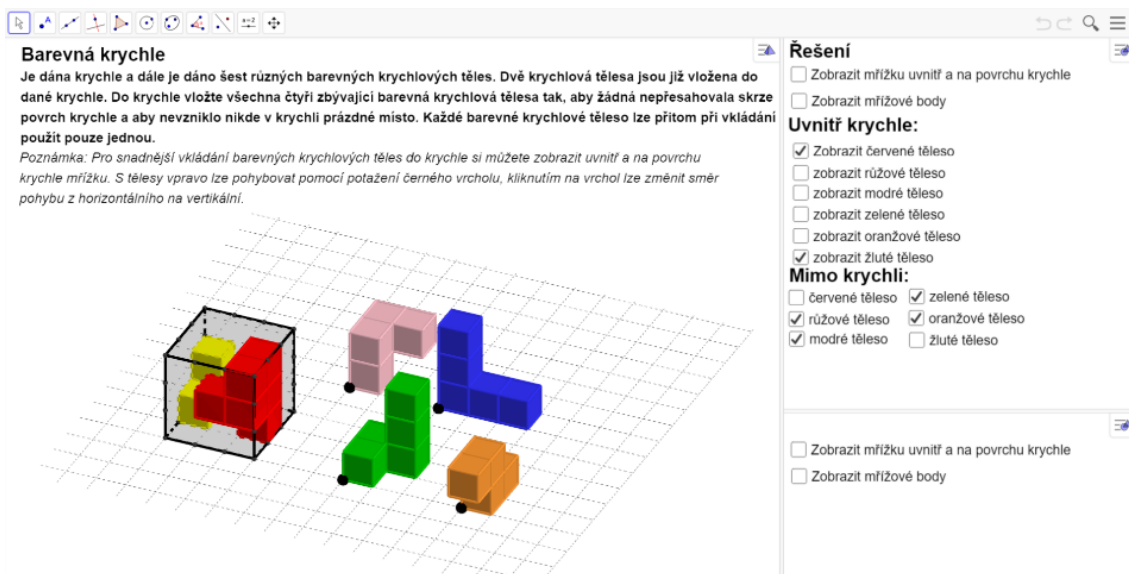 Barevná krychle
Je dána krychle a dále je dáno šest různých barevných krychlových těles. Dvě krychlová tělesa jsou již vložena do
dané krychle. Do krychle vložte všechna čtyři zbývající barevná krychlová tělesa tak, aby žádná nepřesahovala skrze
povrch krychle a aby nevzniklo nikde v krychli prázdné místo. Každé barevné krychlové těleso lze přitom při vkládání
použít pouze jednou.
Poznámka: Pro snadnější vkládání barevných krychlových těles do krychle si můžete zobrazit uvnitř a na povrchu
krychle mřížku. S tělesy vpravo lze pohybovat pomocí potažení černého vrcholu, kliknutím na vrchol lze změnit směr
pohybu z horizontálního na vertikální.
Řešení
Zobrazit mřížku uvnitř a na povrchu krychle
Zobrazit mřížové body
Uvnitř krychle:
Zobrazit červené těleso
zobrazit růžové těleso
zobrazit modré těleso
zobrazit zelené těleso
zobrazit oranžové těleso
zobrazit žluté těleso
Mimo krychli:
červené těleso zelené těleso
růžové těleso oranžové těleso
modré těleso žluté těleso
Zobrazit mřížku uvnitř a na povrchu krychle
Zobrazit mřížové body